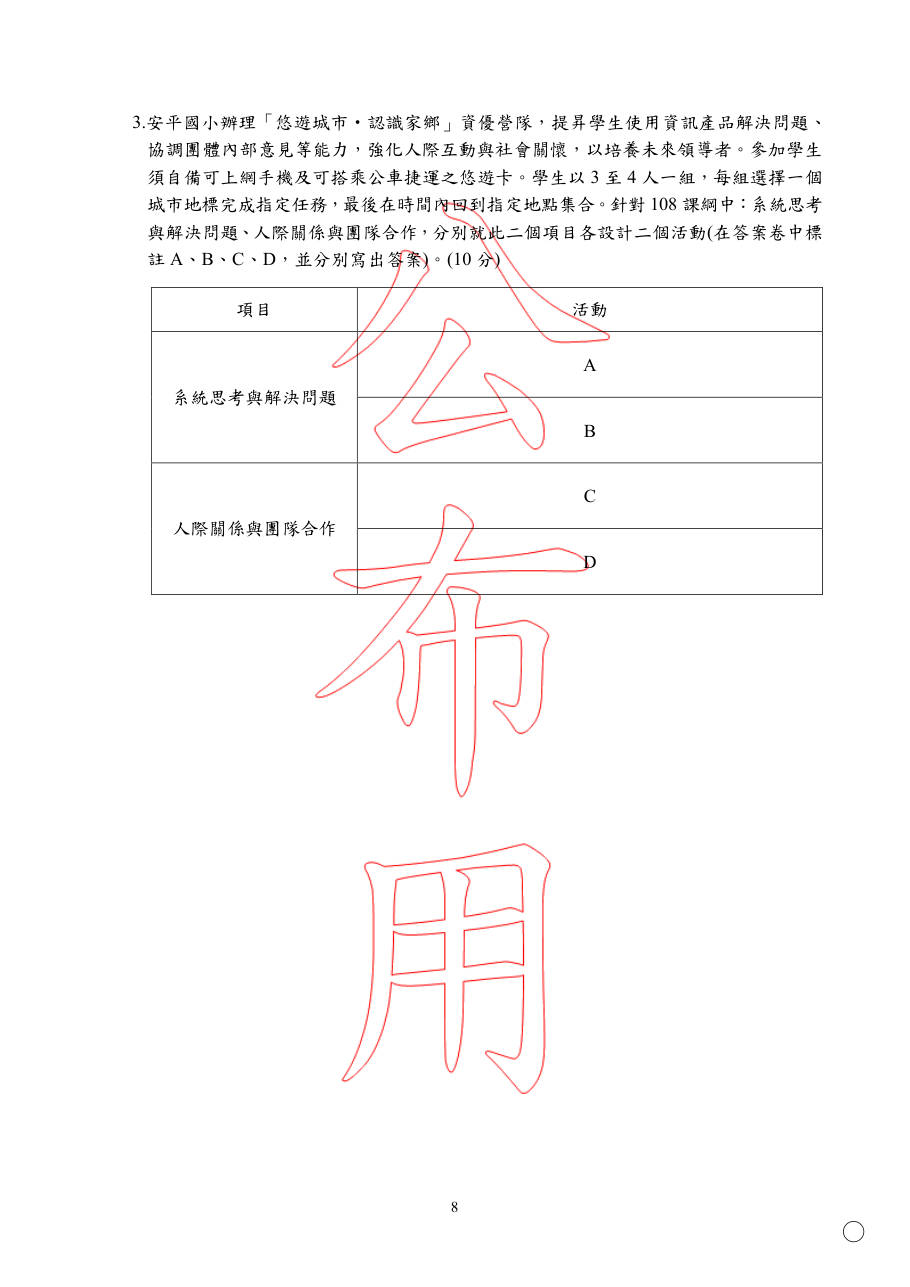 3.安平國小辦理「悠遊城市•認識家鄉」資優營隊，提昇學生使用資訊產品解決問題、
協調團體內部意見等能力，強化人際互動與社會關懷，以培養未來領導者。參加學生
須自備可上網手機及可搭乘公車捷運之悠遊卡。學生以 3 至 4 人一組，每組選擇一個
城市地標完成指定任務，最後在時間內回到指定地點集合。針對 108 課綱中：系統思考
與解決問題、人際關係與團隊合作，分別就此二個項目各設計二個活動(在答案卷中標
註 A、B、C、D，並分別寫出答案)。(10 分)
項目 活動
系統思考與解決問題
A
B
人際關係與團隊合作
C
D
公布用
8